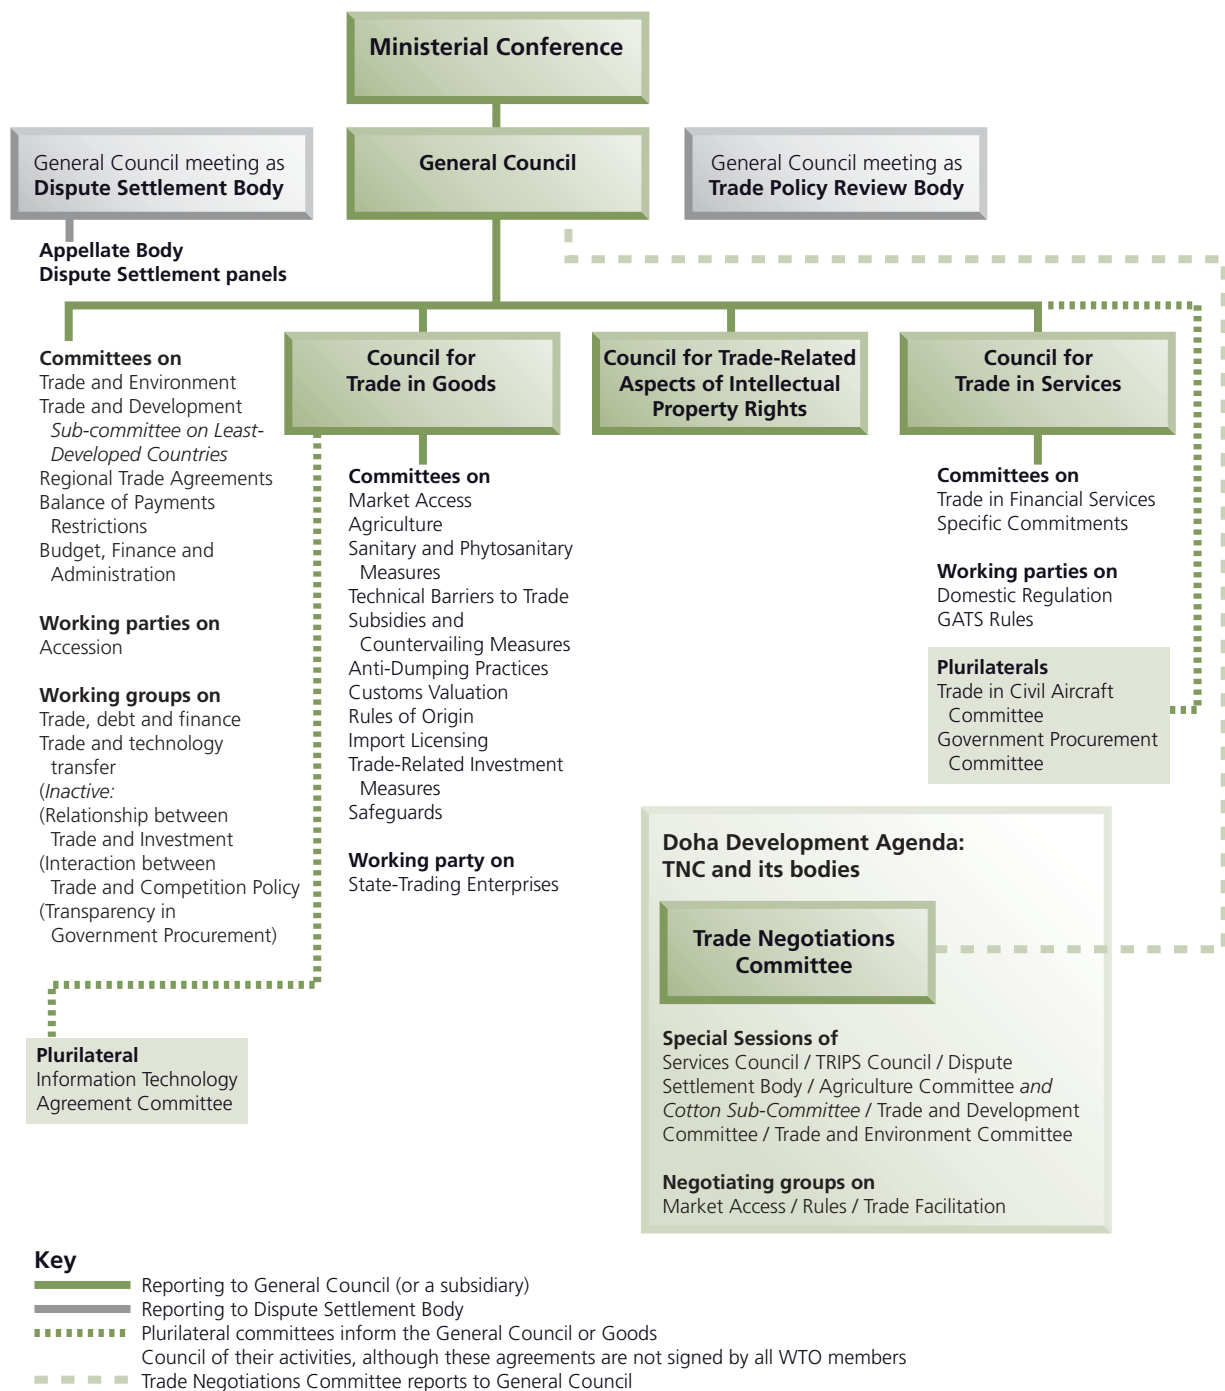 Ministerial Conference
General Council meeting as
Dispute Settlement Body
General Council
General Council meeting as
Trade Policy Review Body
Appellate Body
Dispute Settlement panels
Committees on
Trade and Environment
Trade and Development
Sub-committee on Least-
Developed Countries
Regional Trade Agreements
Balance of Payments
Restrictions
Budget, Finance and
Administration
Working parties on
Accession
Working groups on
Trade, debt and finance
Trade and technology
transfer
(Inactive:
(Relationship between
Trade and Investment
(Interaction between
Trade and Competition Policy
(Transparency in
Government Procurement)
Plurilateral
Information Technology
Agreement Committee
Council for
Trade in Goods
Committees on
Market Access
Agriculture
Sanitary and Phytosanitary
Measures
Technical Barriers to Trade
Subsidies and
Countervailing Measures
Anti-Dumping Practices
Customs Valuation
Rules of Origin
Import Licensing
Trade-Related Investment
Measures
Safeguards
Working party on
State-Trading Enterprises
Council for Trade-Related
Aspects of Intellectual
Property Rights
Council for
Trade in Services
Committees on
Trade in Financial Services
Specific Commitments
Working parties on
Domestic Regulation
GATS Rules
Plurilaterals
Trade in Civil Aircraft
Committee
Government Procurement
Committee
Doha Development Agenda:
TNC and its bodies
Trade Negotiations
Committee
Special Sessions of
Services Council / TRIPS Council / Dispute
Settlement Body / Agriculture Committee and
Cotton Sub-Committee / Trade and Development
Committee / Trade and Environment Committee
Negotiating groups on
Market Access / Rules / Trade Facilitation
Key
Reporting to General Council (or a subsidiary)
Reporting to Dispute Settlement Body
Plurilateral committees inform the General Council or Goods
Council of their activities, although these agreements are not signed by all WTO members
Trade Negotiations Committee reports to General Council